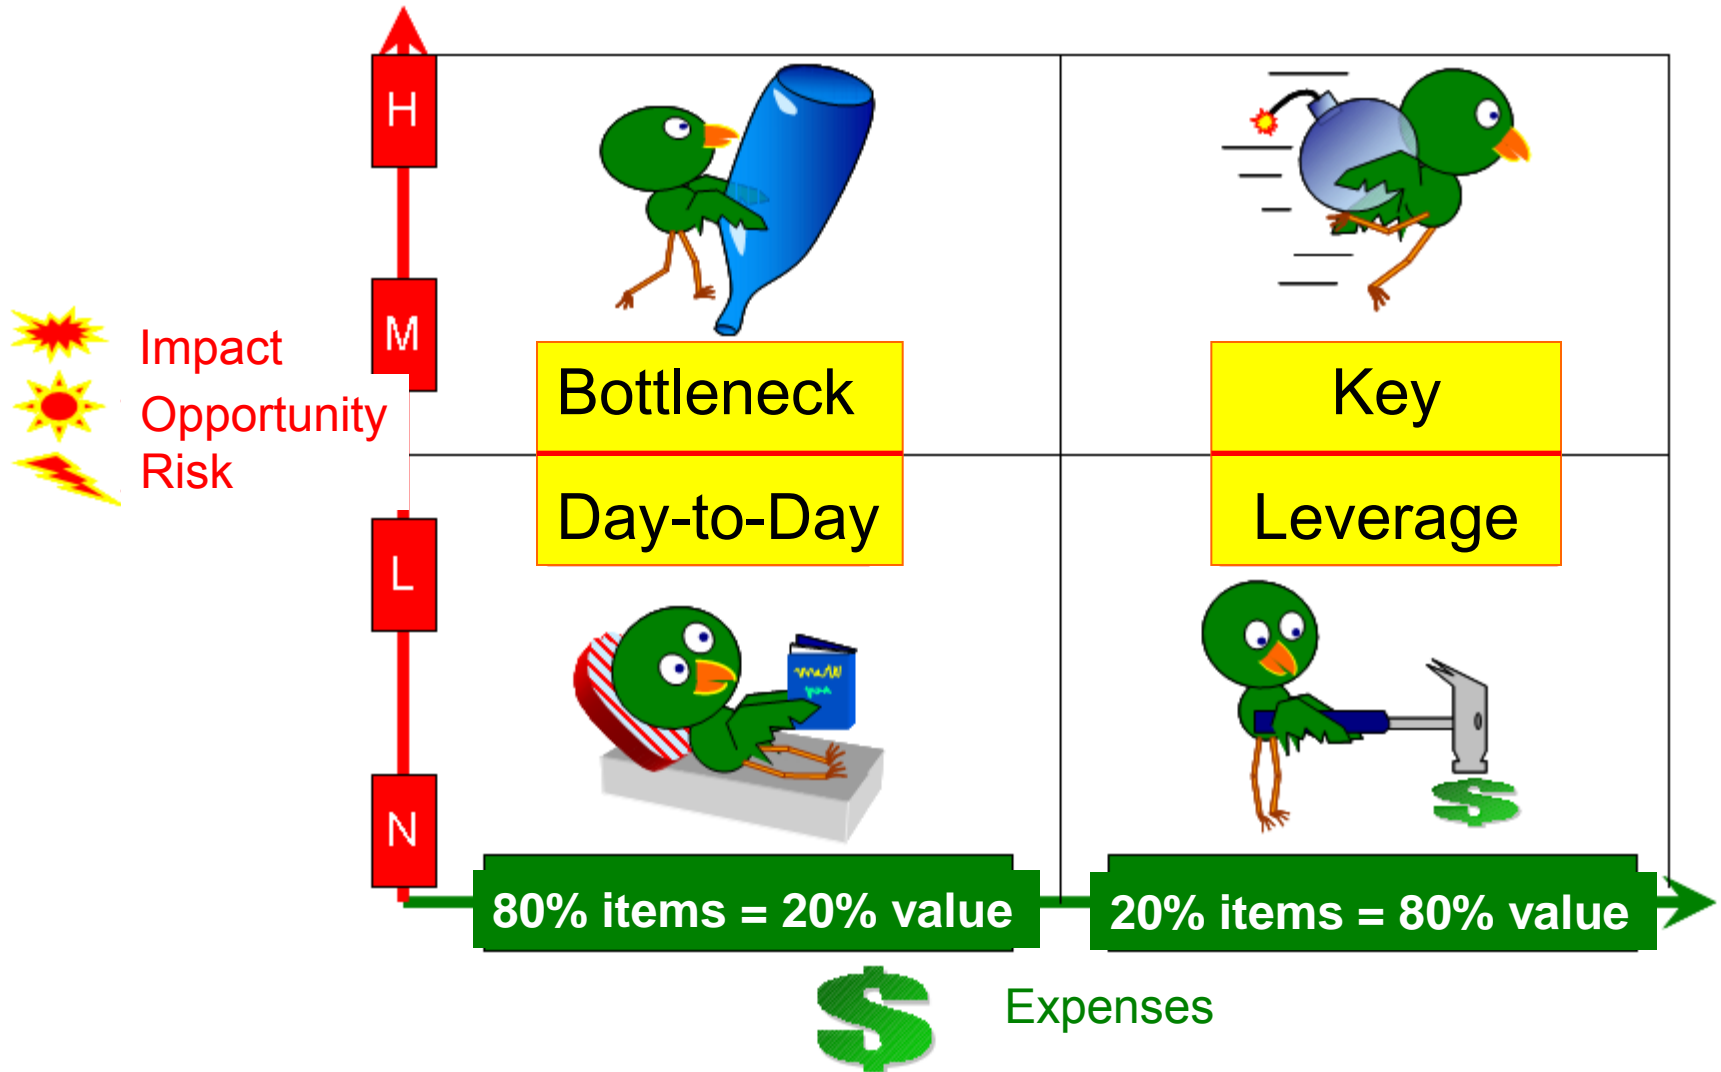 H
M
Impact
Opportunity
Risk
Bottleneck
Key
Day-to-Day
Leverage
L
N
80% items = 20% value
20% items = 80% value
$
$ Expenses